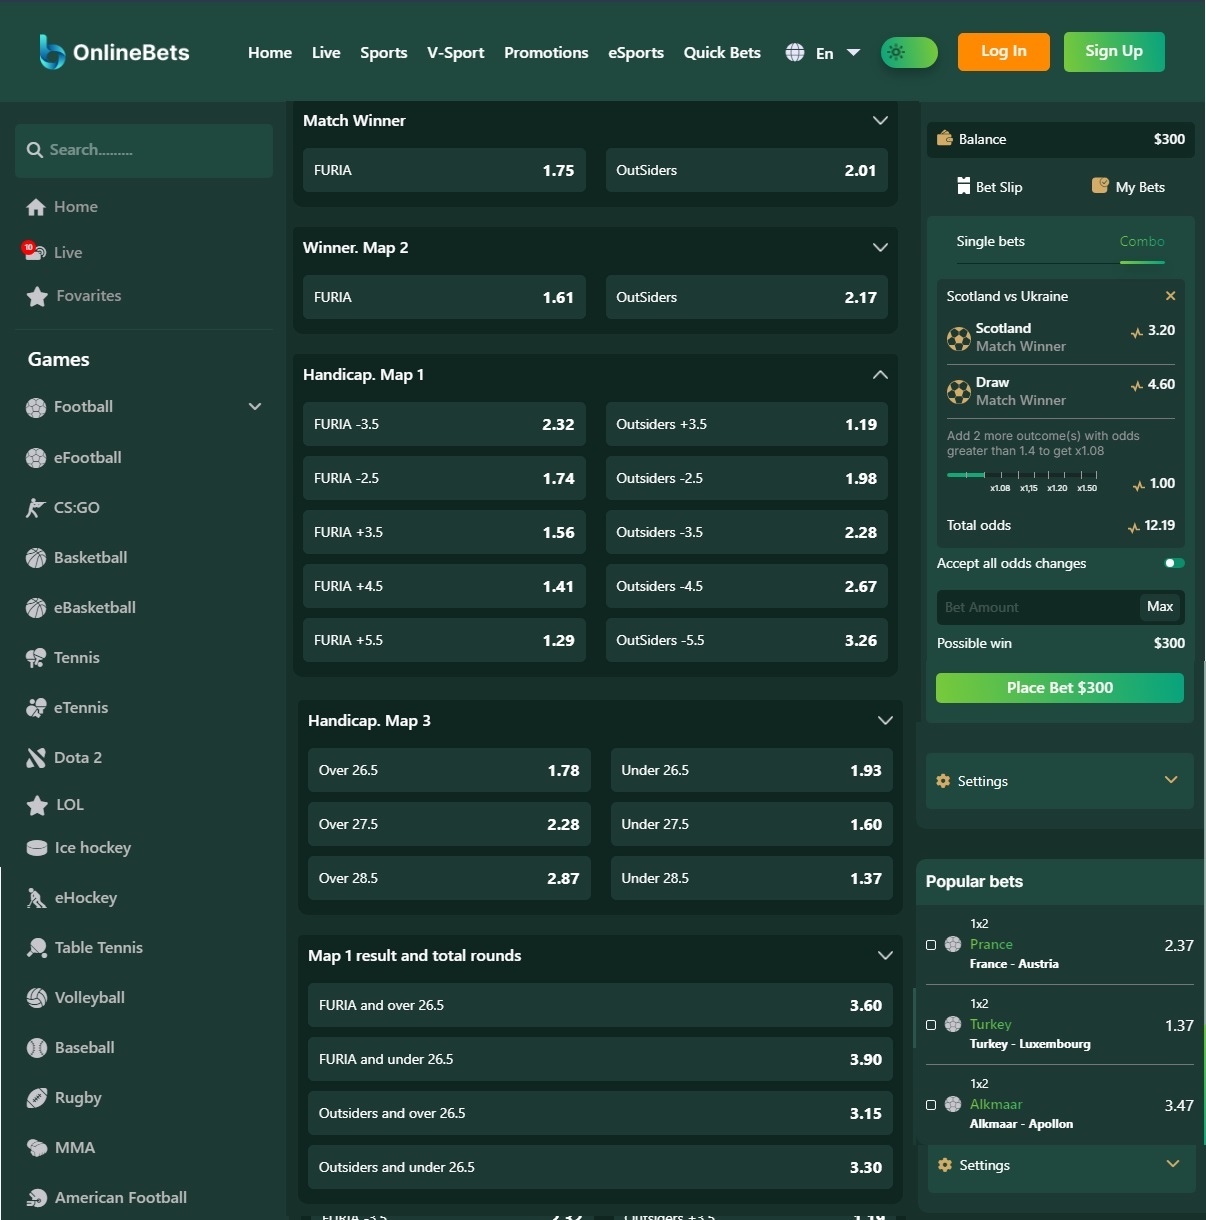 OnlineBets
Home Live Sports V-Sport Promotions eSports Quick Bets En Log In Sign Up
Search.........
Home
10
Live
Fovarites
Games
Football
eFootball
CS:GO
Basketball
eBasketball
Tennis
eTennis
Dota 2
LOL
Ice hockey
eHockey
Table Tennis
Volleyball
Baseball
Rugby
MMA
American Football
Match Winner
FURIA 1.75 OutSiders 2.01
Winner. Map 2
FURIA 1.61 OutSiders 2.17
Handicap. Map 1
FURIA -3.5 2.32 Outsiders +3.5 1.19
FURIA -2.5 1.74 Outsiders -2.5 1.98
FURIA +3.5 1.56 Outsiders -3.5 2.28
FURIA +4.5 1.41 Outsiders -4.5 2.67
FURIA +5.5 1.29 OutSiders -5.5 3.26
Handicap. Map 3
Over 26.5 1.78 Under 26.5 1.93
Over 27.5 2.28 Under 27.5 1.60
Over 28.5 2.87 Under 28.5 1.37
Map 1 result and total rounds
FURIA and over 26.5 3.60
FURIA and under 26.5 3.90
Outsiders and over 26.5 3.15
Outsiders and under 26.5 3.30
FURIA -3.5 2.32 Outsiders +3.5 1.19
Balance $300
Bet Slip My Bets
Single bets Combo
Scotland vs Ukraine
Scotland 3.20
Match Winner
Draw 4.60
Match Winner
Add 2 more outcome(s) with odds
greater than 1.4 to get x1.08
x1.08 x1,15 x1.20 x1.50 1.00
Total odds 12.19
Accept all odds changes
Bet Amount Max
Possible win $300
Place Bet $300
Settings
Popular bets
1x2
Prance 2.37
France - Austria
1x2
Turkey 1.37
Turkey - Luxembourg
1x2
Alkmaar 3.47
Alkmaar - Apollon
Settings